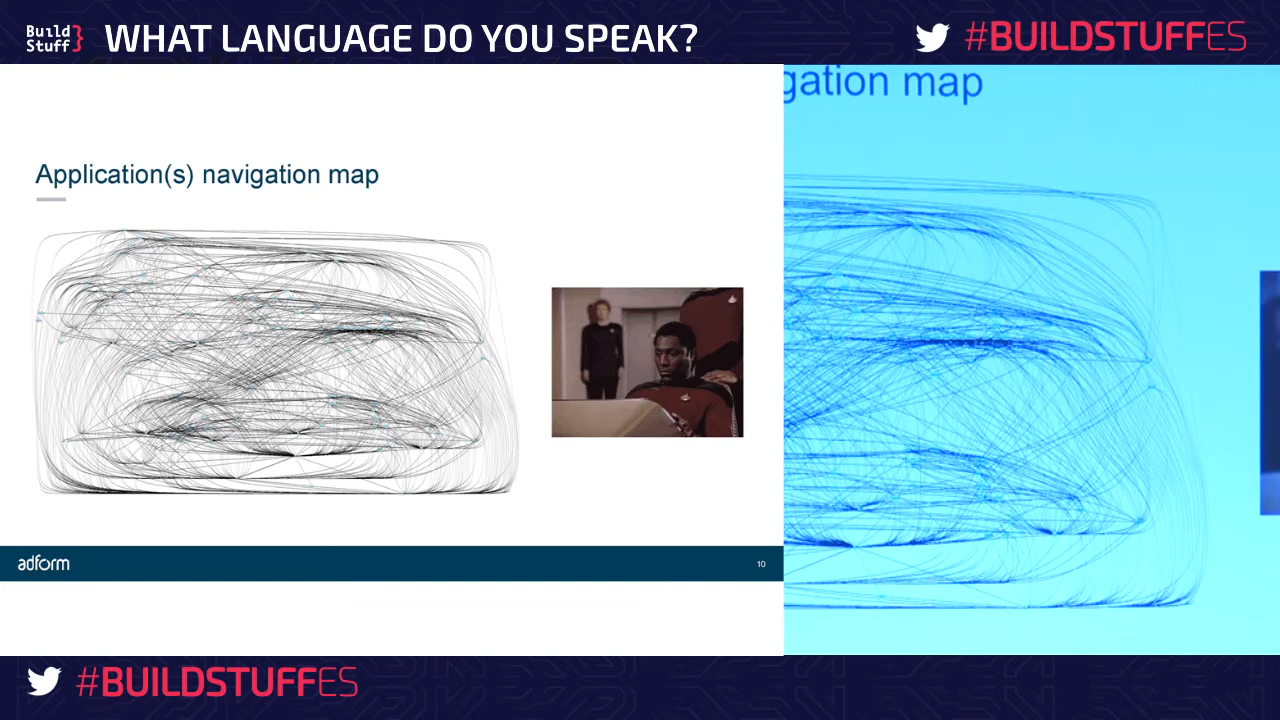 Build
Stuff}
WHAT LANGUAGE DO YOU SPEAK?
#BUILDSTUFFES
Application(s) navigation map
gation map
adform
10
#BUILDSTUFFES